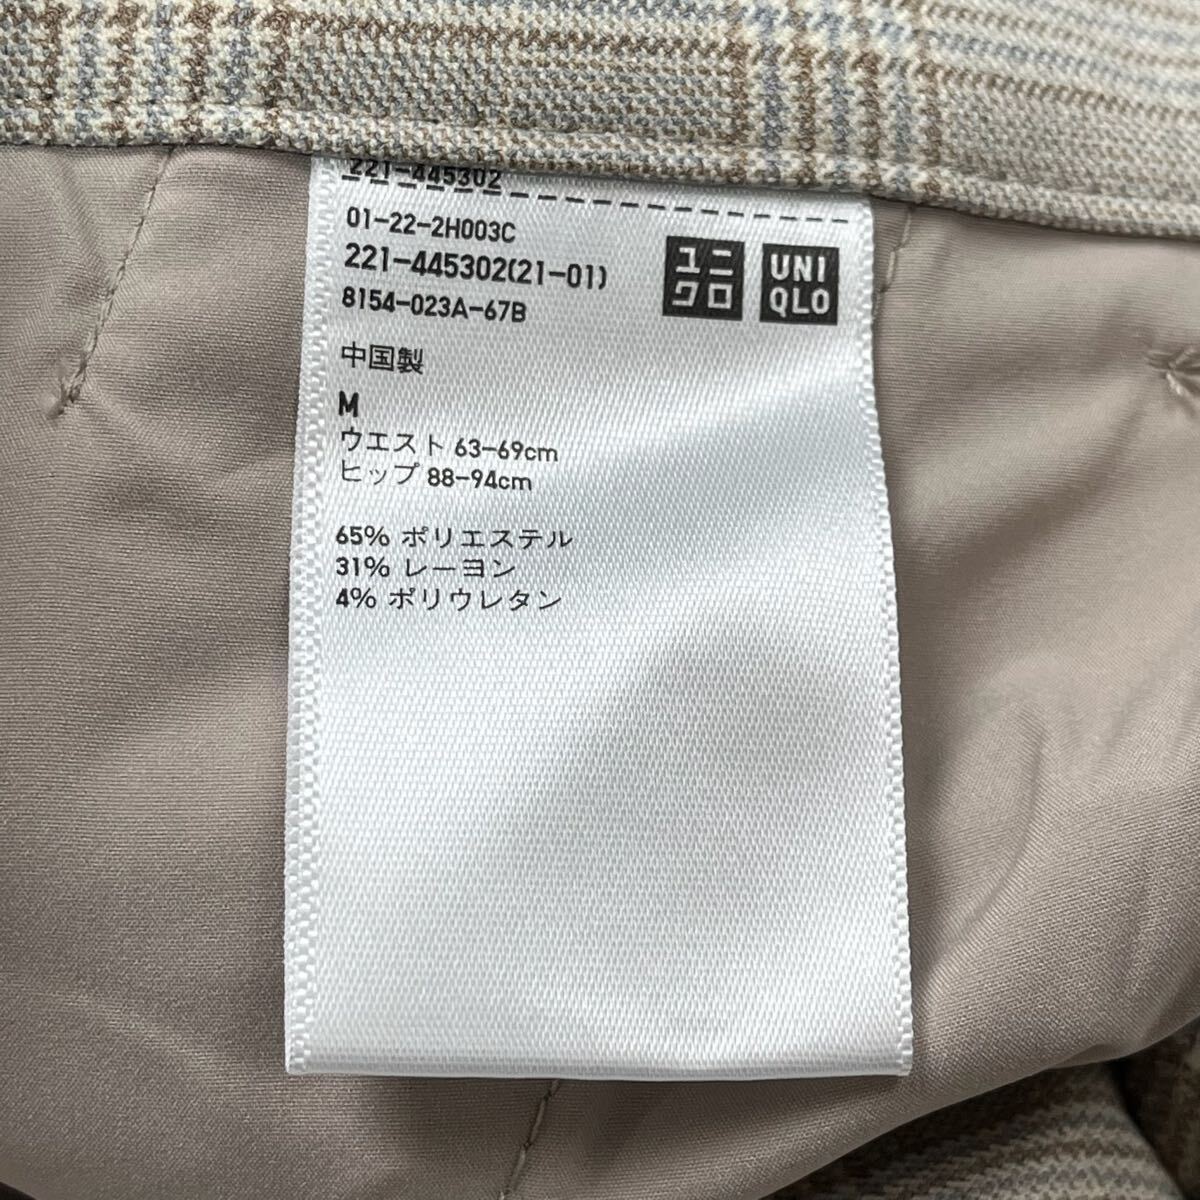 221-445302
01-22-2H003C
221-445302(21-01)
8154-023A-67B
ユニ
クロ
UNI
QLO
中国製
M
ウエスト 63-69cm
ヒップ 88-94cm
65% ポリエステル
31% レーヨン
4% ポリウレタン